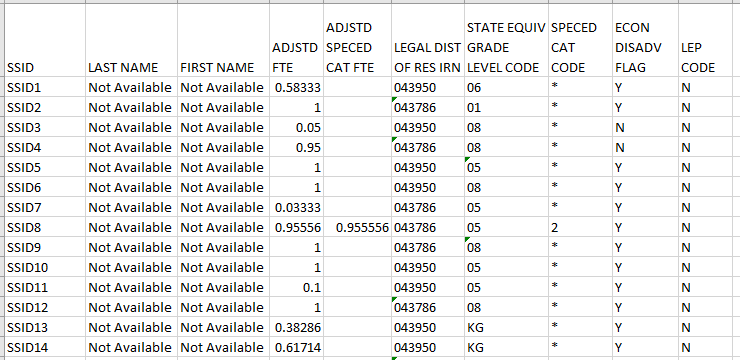 ADJSTD STATE EQUIV SPECED ECON
ADJSTD SPECED LEGAL DIST GRADE CAT DISADV LEP
SSID LAST NAME FIRST NAME FTE CAT FTE OF RES IRN LEVEL CODE CODE FLAG CODE
SSID1 Not Available Not Available 0.58333 043950 06 * Y N
SSID2 Not Available Not Available 1 043786 01 * Y N
SSID3 Not Available Not Available 0.05 043950 08 * N N
SSID4 Not Available Not Available 0.95 043786 08 * N N
SSID5 Not Available Not Available 1 043950 05 * Y N
SSID6 Not Available Not Available 1 043950 08 * Y N
SSID7 Not Available Not Available 0.03333 043786 05 * Y N
SSID8 Not Available Not Available 0.95556 0.955556 043786 05 2 Y N
SSID9 Not Available Not Available 1 043786 08 * Y N
SSID10 Not Available Not Available 1 043950 05 * Y N
SSID11 Not Available Not Available 0.1 043950 05 * Y N
SSID12 Not Available Not Available 1 043786 08 * Y N
SSID13 Not Available Not Available 0.38286 043950 KG * Y N
SSID14 Not Available Not Available 0.61714 043950 KG * Y N